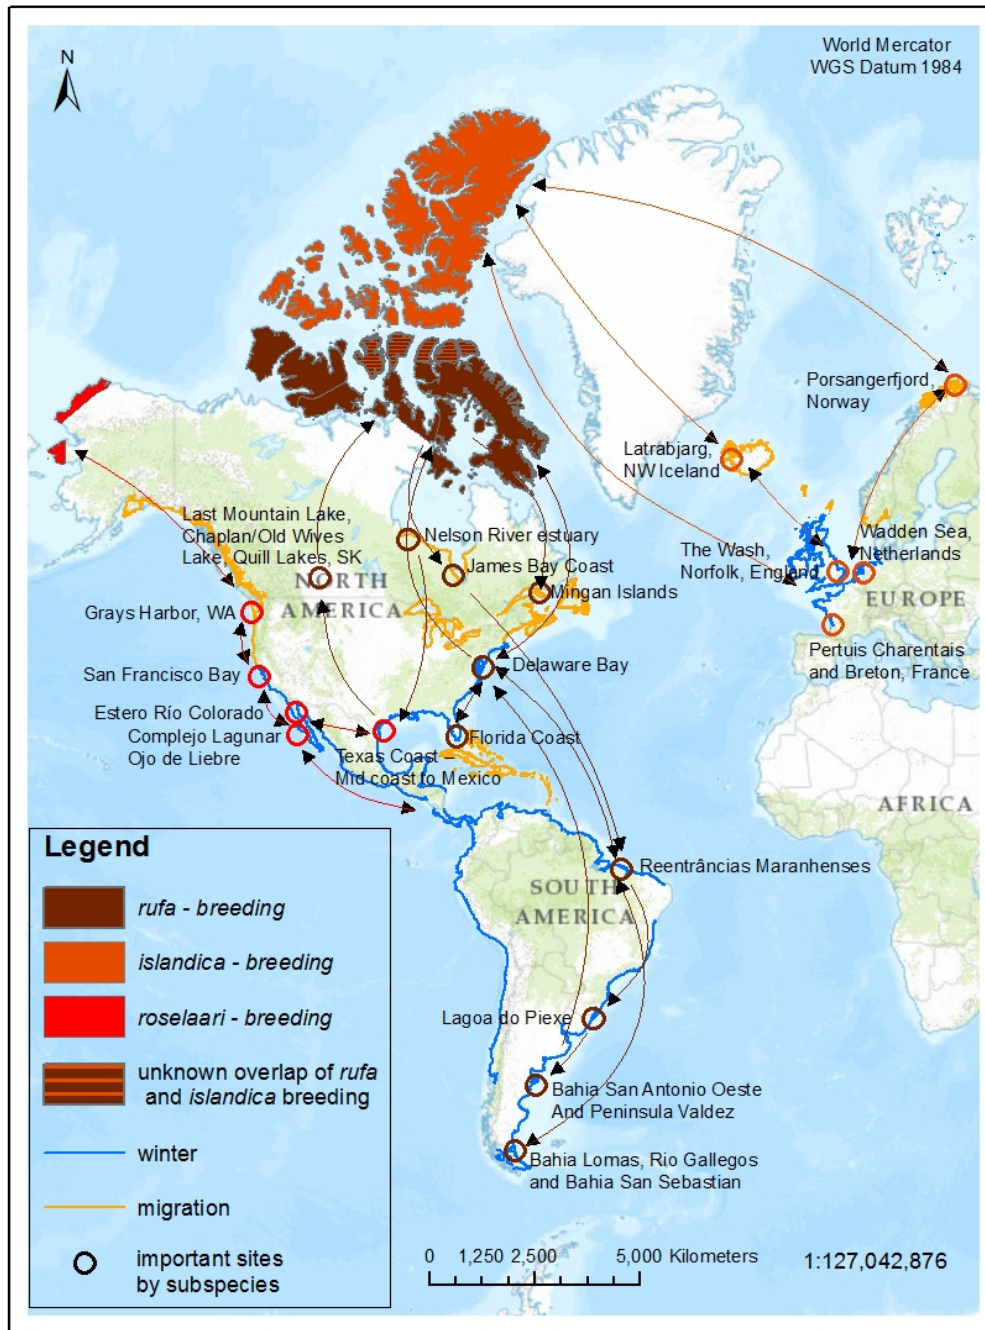 World Mercator
WGS Datum 1984
N
Porsangerfjord,
Norway
Latrabjarg,
NW Iceland
Last Mountain Lake,
Chaplan/Old Wives
Lake, Quill Lakes, SK
Nelson River estuary
The Wash,
Norfolk, England
Wadden Sea,
Netherlands
James Bay Coast
NORTH
AMERICA
Mingan Islands
EUROPE
Grays Harbor, WA
Pertuis Charentais
and Breton, France
San Francisco Bay
Delaware Bay
Estero Río Colorado
Complejo Lagunar
Ojo de Liebre
Florida Coast
Texas Coast –
Mid coast to Mexico
AFRICA
Reentrâncias Maranhenses
SOUTH
AMERICA
Lagoa do Piexe
Bahia San Antonio Oeste
And Peninsula Valdez
Bahia Lomas, Rio Gallegos
and Bahia San Sebastian
Legend
rufa - breeding
islandica - breeding
roselaari - breeding
unknown overlap of rufa
and islandica breeding
winter
migration
important sites
by subspecies
0 1,250 2,500 5,000 Kilometers
1:127,042,876